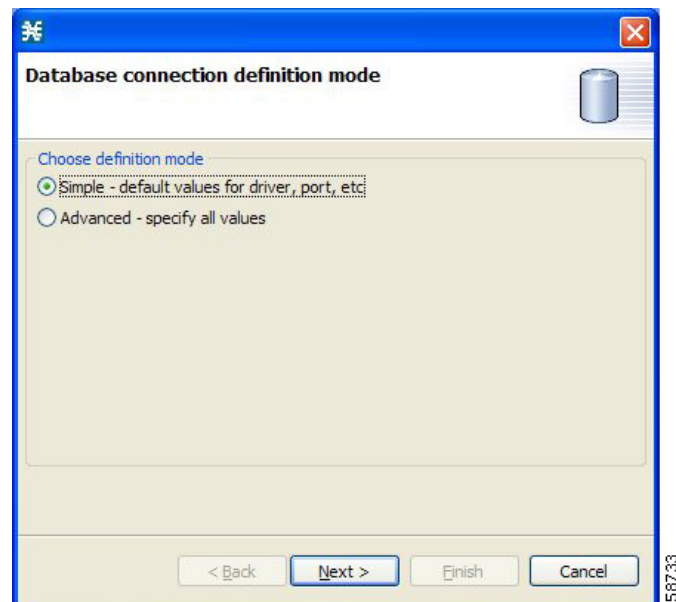 Database connection definition mode
Choose definition mode
Simple - default values for driver, port, etc
Advanced - specify all values
< Back
Next >
Finish
Cancel
58733